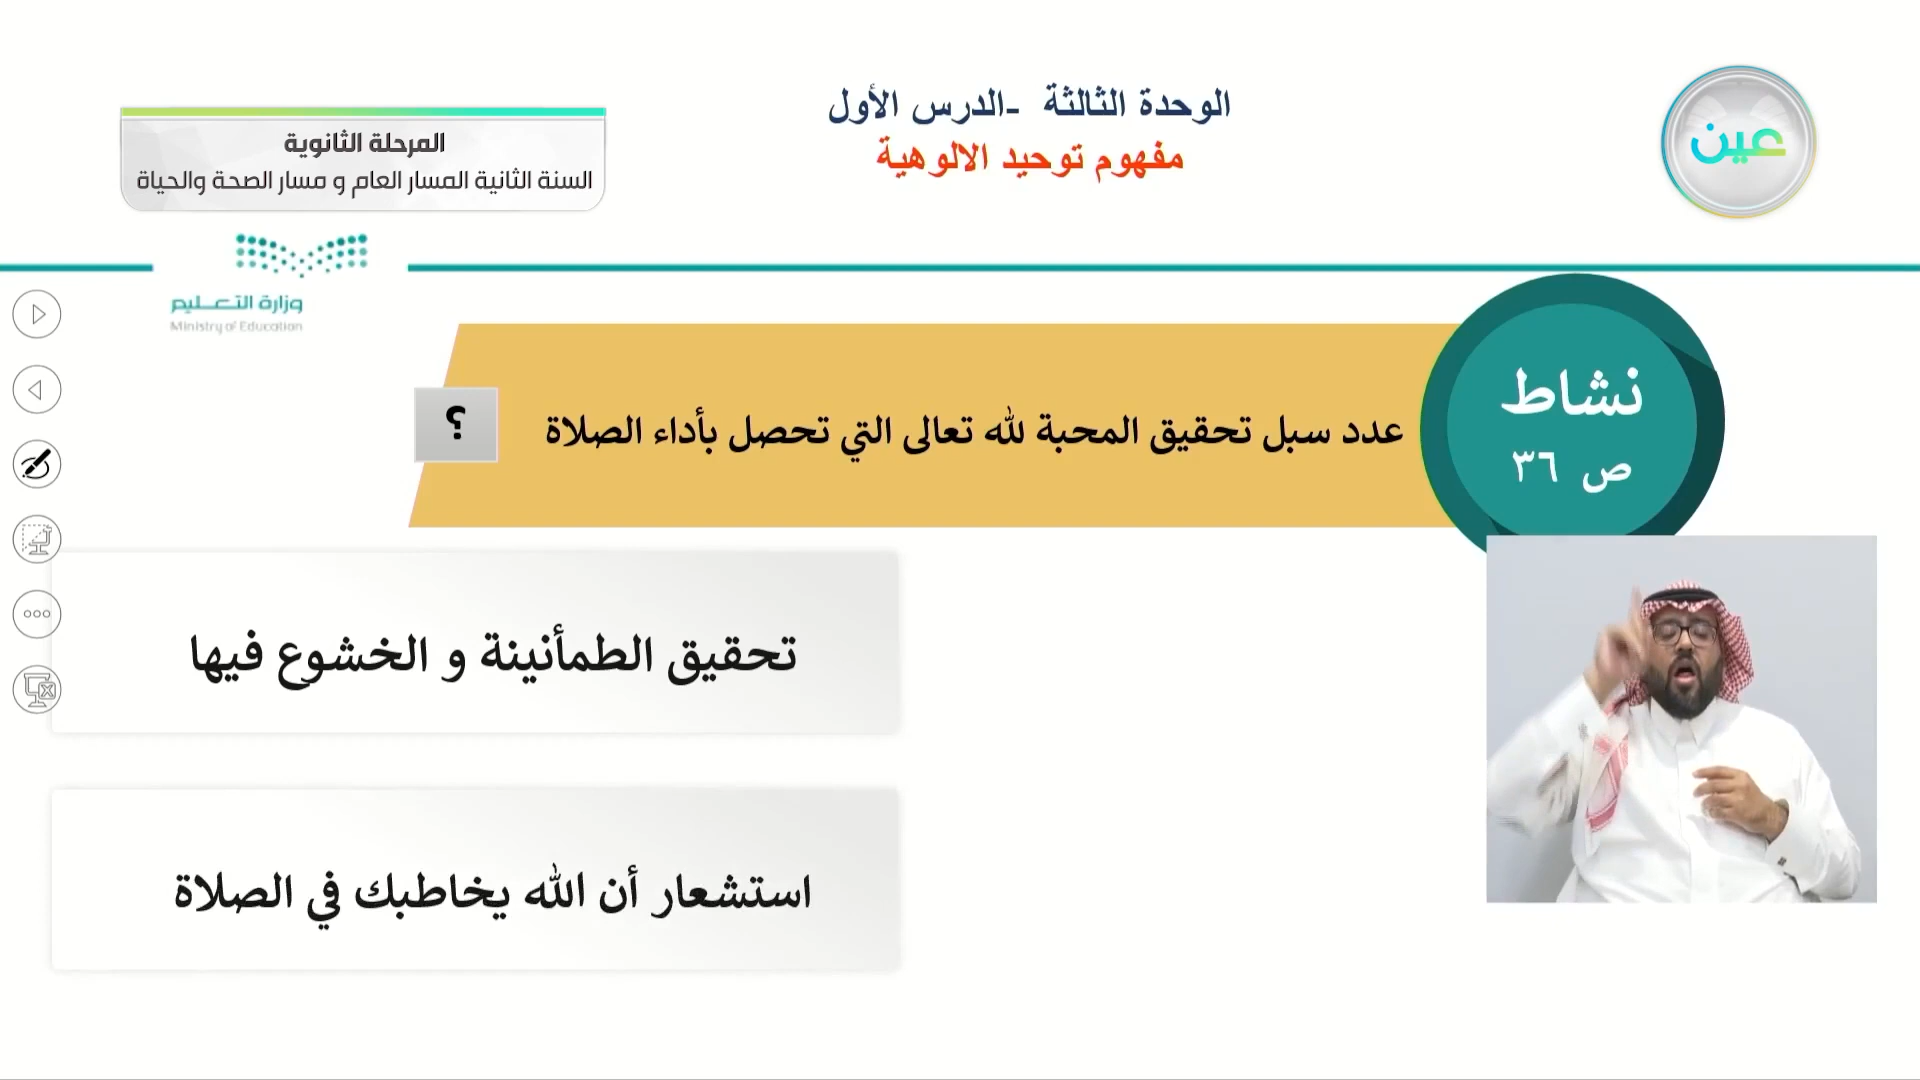 الوحدة الثالثة -الدرس الأول
مفهوم توحيد الالوهية
عين
المرحلة الثانوية
السنة الثانية المسار العام و مسار الصحة والحياة
وزارة التعليم
Ministry of Education
نشاط
ص ٣٦
عدد سبل تحقيق المحبة لله تعالى التي تحصل بأداء الصلاة
؟
تحقيق الطمأنينة و الخشوع فيها
استشعار أن الله يخاطبك في الصلاة